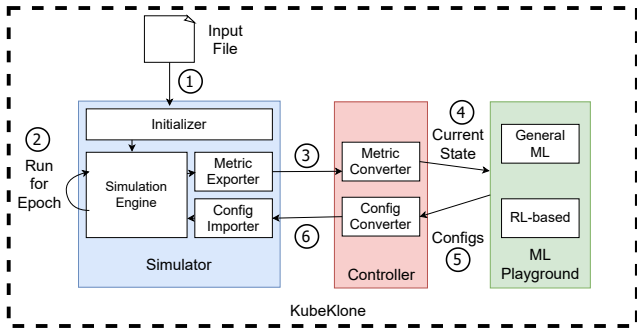 Input
File
1
Initializer
2
Run
for
Epoch
Simulation
Engine
Metric
Exporter
Config
Importer
Simulator
3
6
Metric
Converter
Config
Converter
Controller
4
Current
State
Configs
5
General
ML
RL-based
ML
Playground
KubeKlone